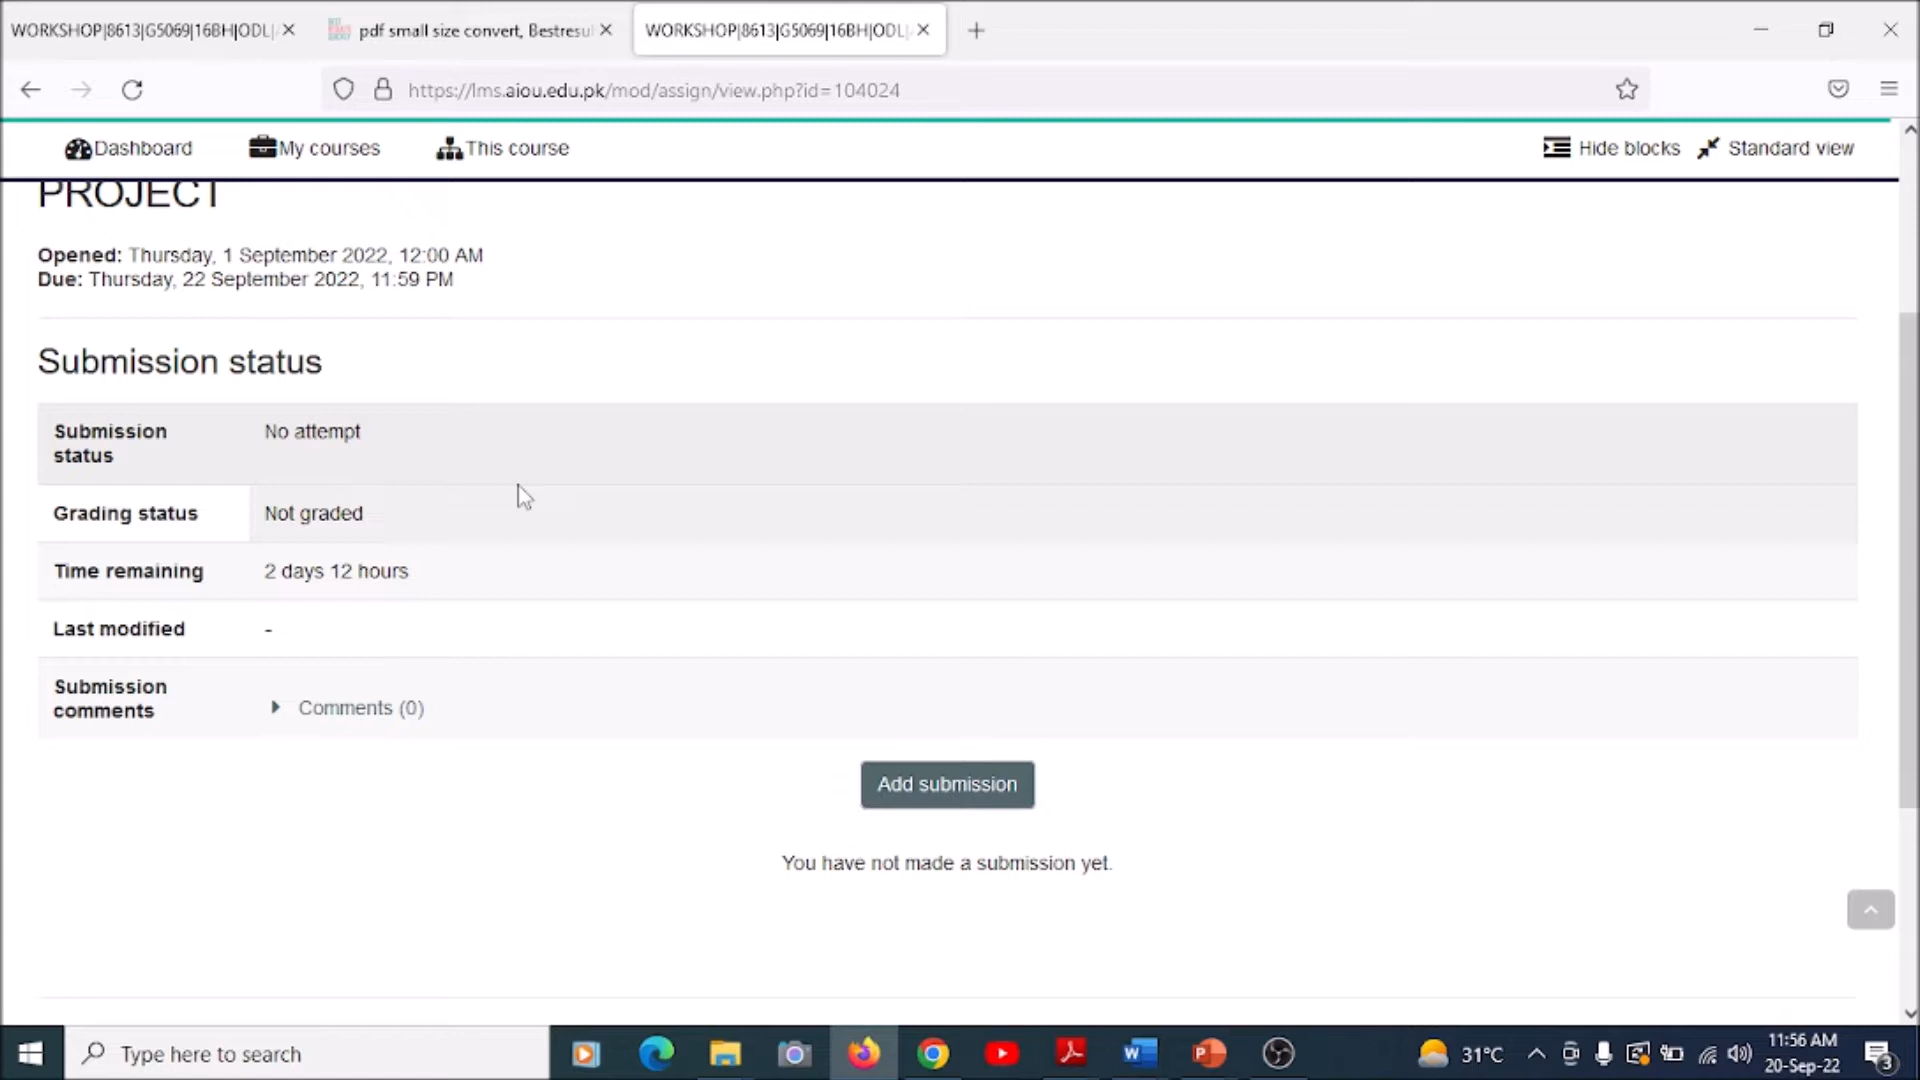 WORKSHOP|8613|G5069|16BH|ODL|
pdf small size convert, Bestresul
WORKSHOP|8613|G5069|16BH|ODL|
https://lms.aiou.edu.pk/mod/assign/view.php?id=104024
Dashboard
My courses
This course
Hide blocks
Standard view
PROJECT
Opened: Thursday, 1 September 2022, 12:00 AM
Due: Thursday, 22 September 2022, 11:59 PM
Submission status
Submission
status
No attempt
Grading status
Not graded
Time remaining
2 days 12 hours
Last modified
-
Submission
comments
Comments (0)
Add submission
You have not made a submission yet.
Type here to search
31°C
11:56 AM
20-Sep-22
3